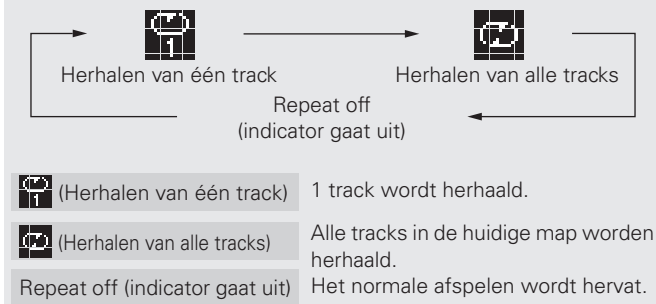 Herhalen van één track
Herhalen van alle tracks
Repeat off
(indicator gaat uit)
1 (Herhalen van één track) 1 track wordt herhaald.
(Herhalen van alle tracks) Alle tracks in de huidige map worden
herhaald.
Repeat off (indicator gaat uit) Het normale afspelen wordt hervat.